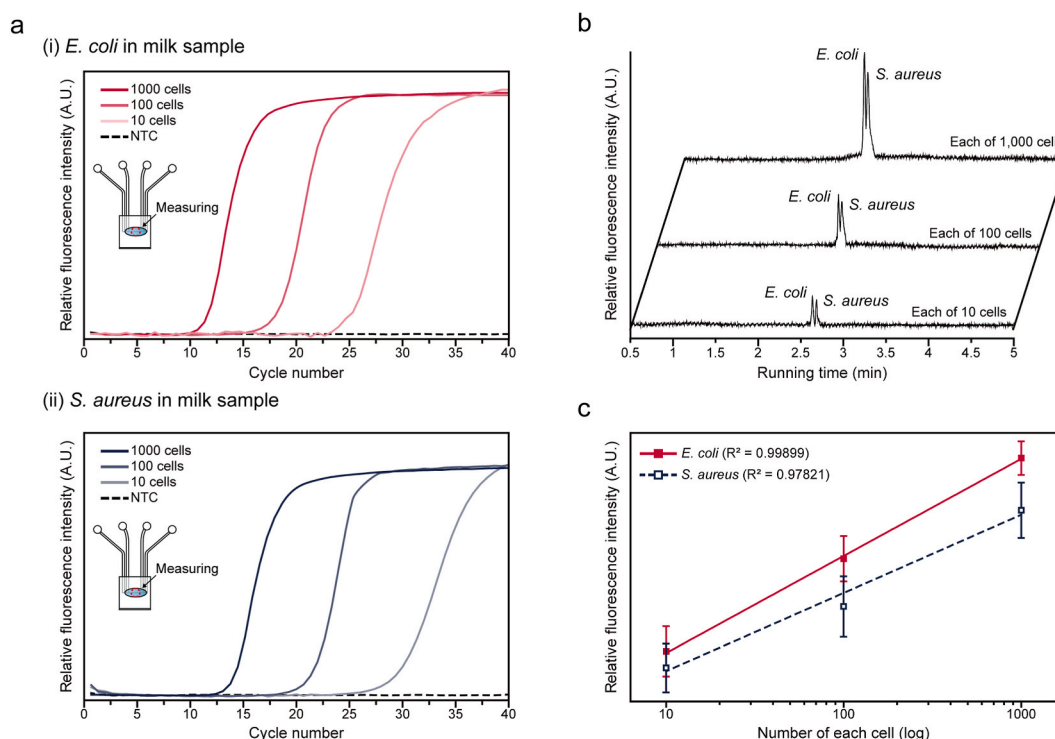 a
(i) E. coli in milk sample
Relative fluorescence intensity (A.U.)
1000 cells
100 cells
10 cells
NTC
Measuring
0 5 10 15 20 25 30 35 40
Cycle number
(ii) S. aureus in milk sample
Relative fluorescence intensity (A.U.)
1000 cells
100 cells
10 cells
NTC
Measuring
0 5 10 15 20 25 30 35 40
Cycle number
b
Relative fluorescence intensity (A.U.)
E. coli
S. aureus
Each of 1,000 cell
E. coli
S. aureus
Each of 100 cells
E. coli
S. aureus
Each of 10 cells
0.5 1 1.5 2 2.5 3 3.5 4 4.5 5
Running time (min)
c
Relative fluorescence intensity (A.U.)
E. coli (R² = 0.99899)
S. aureus (R² = 0.97821)
10 100 1000
Number of each cell (log)